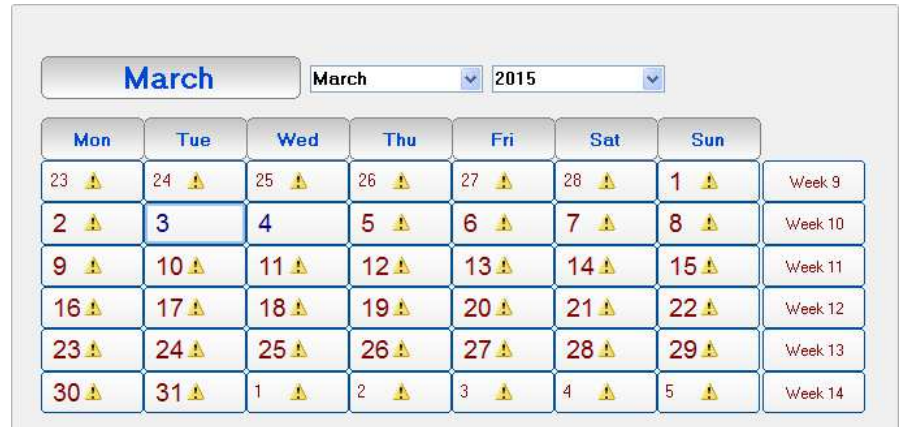 March March 2015
Mon Tue Wed Thu Fri Sat Sun
23 24 25 26 27 28 1 Week 9
2 3 4 5 6 7 8 Week 10
9 10 11 12 13 14 15 Week 11
16 17 18 19 20 21 22 Week 12
23 24 25 26 27 28 29 Week 13
30 31 1 2 3 4 5 Week 14